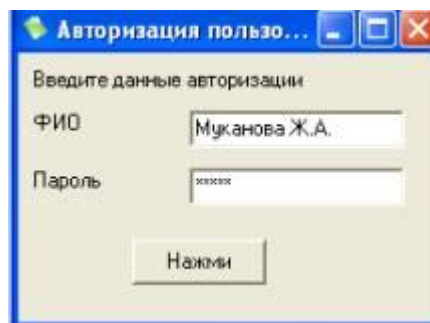 Авторизация пользо...
Введите данные авторизации
ФИО
Муканова Ж.А.
Пароль
*****
Нажми